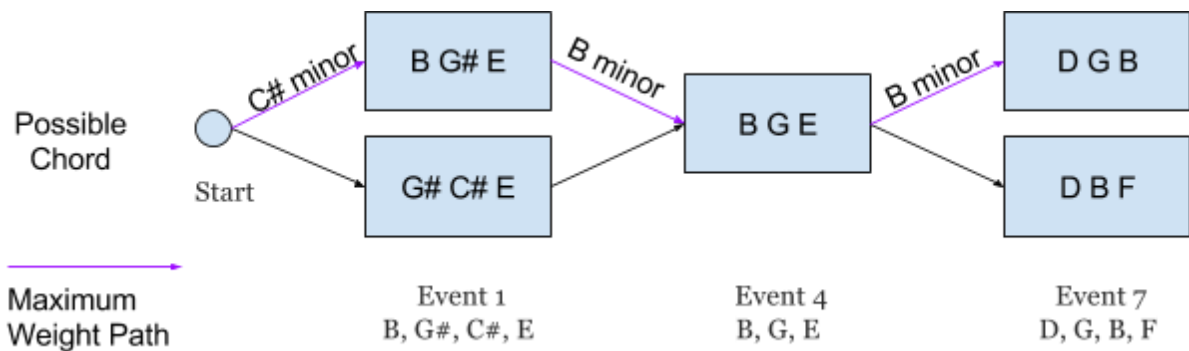 C# minor
B G# E
B minor
B minor
D G B
Possible
Chord
B G E
Start
G# C# E
D B F
Maximum
Weight Path
Event 1
B, G#, C#, E
Event 4
B, G, E
Event 7
D, G, B, F